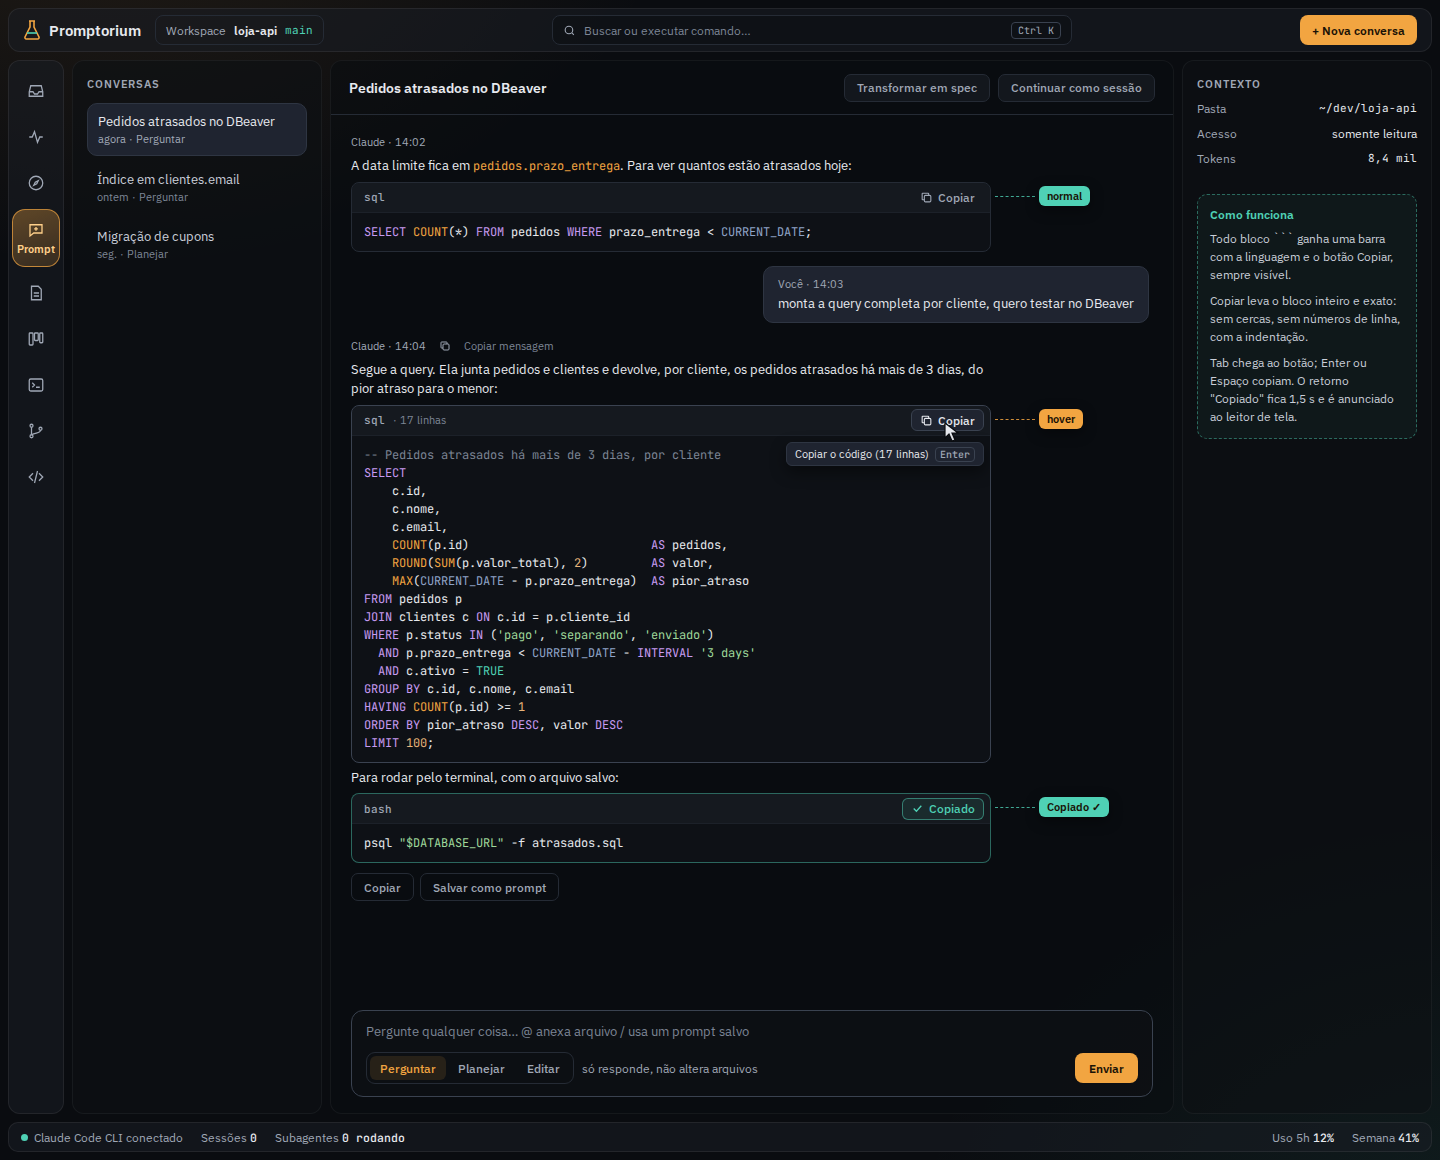 Promptorium
Workspace loja-api main
Buscar ou executar comando...
Ctrl K
+ Nova conversa
Prompt
CONVERSAS
Pedidos atrasados no DBeaver
agora · Perguntar
Índice em clientes.email
ontem · Perguntar
Migração de cupons
seg. · Planejar
Pedidos atrasados no DBeaver
Transformar em spec
Continuar como sessão
Claude · 14:02
A data limite fica em pedidos.prazo_entrega. Para ver quantos estão atrasados hoje:
sql
Copiar
normal
SELECT COUNT(*) FROM pedidos WHERE prazo_entrega < CURRENT_DATE;
Você · 14:03
monta a query completa por cliente, quero testar no DBeaver
Claude · 14:04
Copiar mensagem
Segue a query. Ela junta pedidos e clientes e devolve, por cliente, os pedidos atrasados há mais de 3 dias, do
pior atraso para o menor:
sql · 17 linhas
Copiar
hover
Copiar o código (17 linhas) Enter
-- Pedidos atrasados há mais de 3 dias, por cliente
SELECT
    c.id,
    c.nome,
    c.email,
    COUNT(p.id)                          AS pedidos,
    ROUND(SUM(p.valor_total), 2)         AS valor,
    MAX(CURRENT_DATE - p.prazo_entrega)  AS pior_atraso
FROM pedidos p
JOIN clientes c ON c.id = p.cliente_id
WHERE p.status IN ('pago', 'separando', 'enviado')
  AND p.prazo_entrega < CURRENT_DATE - INTERVAL '3 days'
  AND c.ativo = TRUE
GROUP BY c.id, c.nome, c.email
HAVING COUNT(p.id) >= 1
ORDER BY pior_atraso DESC, valor DESC
LIMIT 100;
Para rodar pelo terminal, com o arquivo salvo:
bash
Copiado
Copiado ✓
psql "$DATABASE_URL" -f atrasados.sql
Copiar
Salvar como prompt
Pergunte qualquer coisa... @ anexa arquivo / usa um prompt salvo
Perguntar
Planejar
Editar
só responde, não altera arquivos
Enviar
CONTEXTO
Pasta ~/dev/loja-api
Acesso somente leitura
Tokens 8,4 mil
Como funciona
Todo bloco ``` ganha uma barra
com a linguagem e o botão Copiar,
sempre visível.
Copiar leva o bloco inteiro e exato:
sem cercas, sem números de linha,
com a indentação.
Tab chega ao botão; Enter ou
Espaço copiam. O retorno
"Copiado" fica 1,5 s e é anunciado
ao leitor de tela.
Claude Code CLI conectado
Sessões 0
Subagentes 0 rodando
Uso 5h 12%
Semana 41%